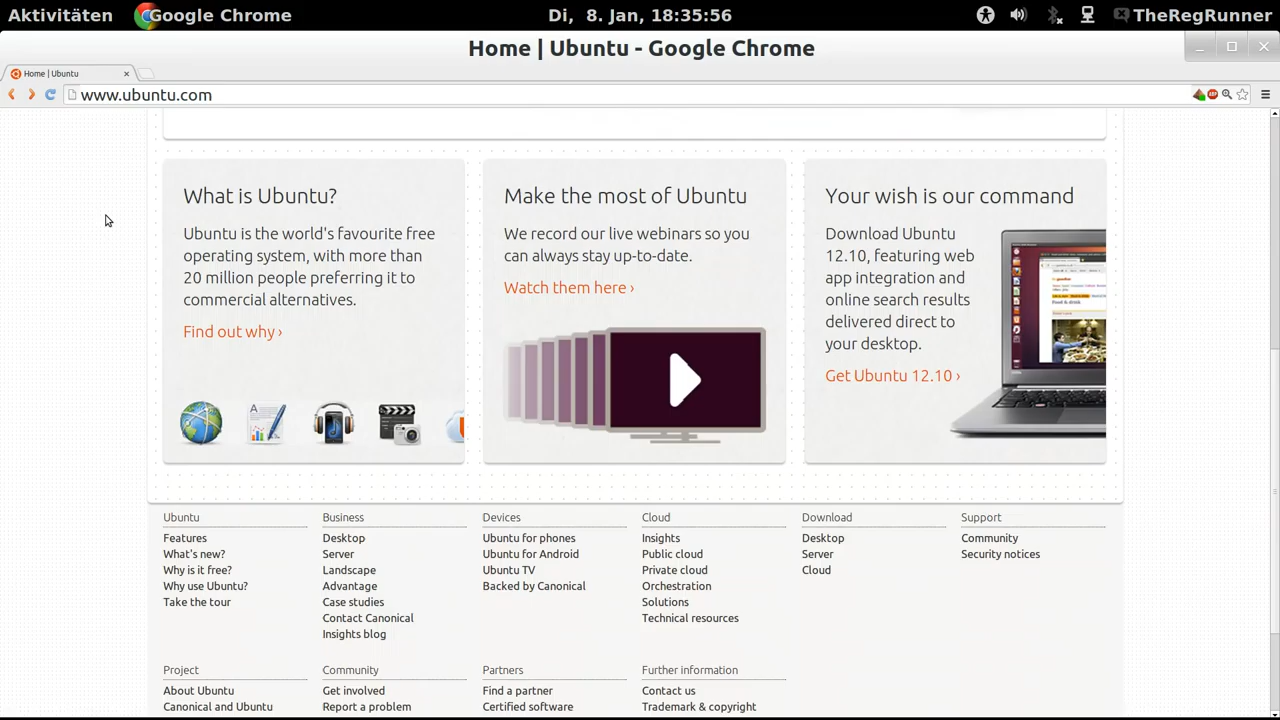 Aktivitäten
Google Chrome
Di, 8. Jan, 18:35:56
TheRegRunner
Home | Ubuntu - Google Chrome
Home | Ubuntu
www.ubuntu.com
ABP
What is Ubuntu?
Ubuntu is the world's favourite free
operating system, with more than
20 million people preferring it to
commercial alternatives.
Find out why ›
Make the most of Ubuntu
We record our live webinars so you
can always stay up-to-date.
Watch them here ›
Your wish is our command
Download Ubuntu
12.10, featuring web
app integration and
online search results
delivered direct to
your desktop.
Get Ubuntu 12.10 ›
Ubuntu
Features
What's new?
Why is it free?
Why use Ubuntu?
Take the tour
Business
Desktop
Server
Landscape
Advantage
Case studies
Contact Canonical
Insights blog
Devices
Ubuntu for phones
Ubuntu for Android
Ubuntu TV
Backed by Canonical
Cloud
Insights
Public cloud
Private cloud
Orchestration
Solutions
Technical resources
Download
Desktop
Server
Cloud
Support
Community
Security notices
Project
About Ubuntu
Canonical and Ubuntu
Community
Get involved
Report a problem
Partners
Find a partner
Certified software
Further information
Contact us
Trademark & copyright